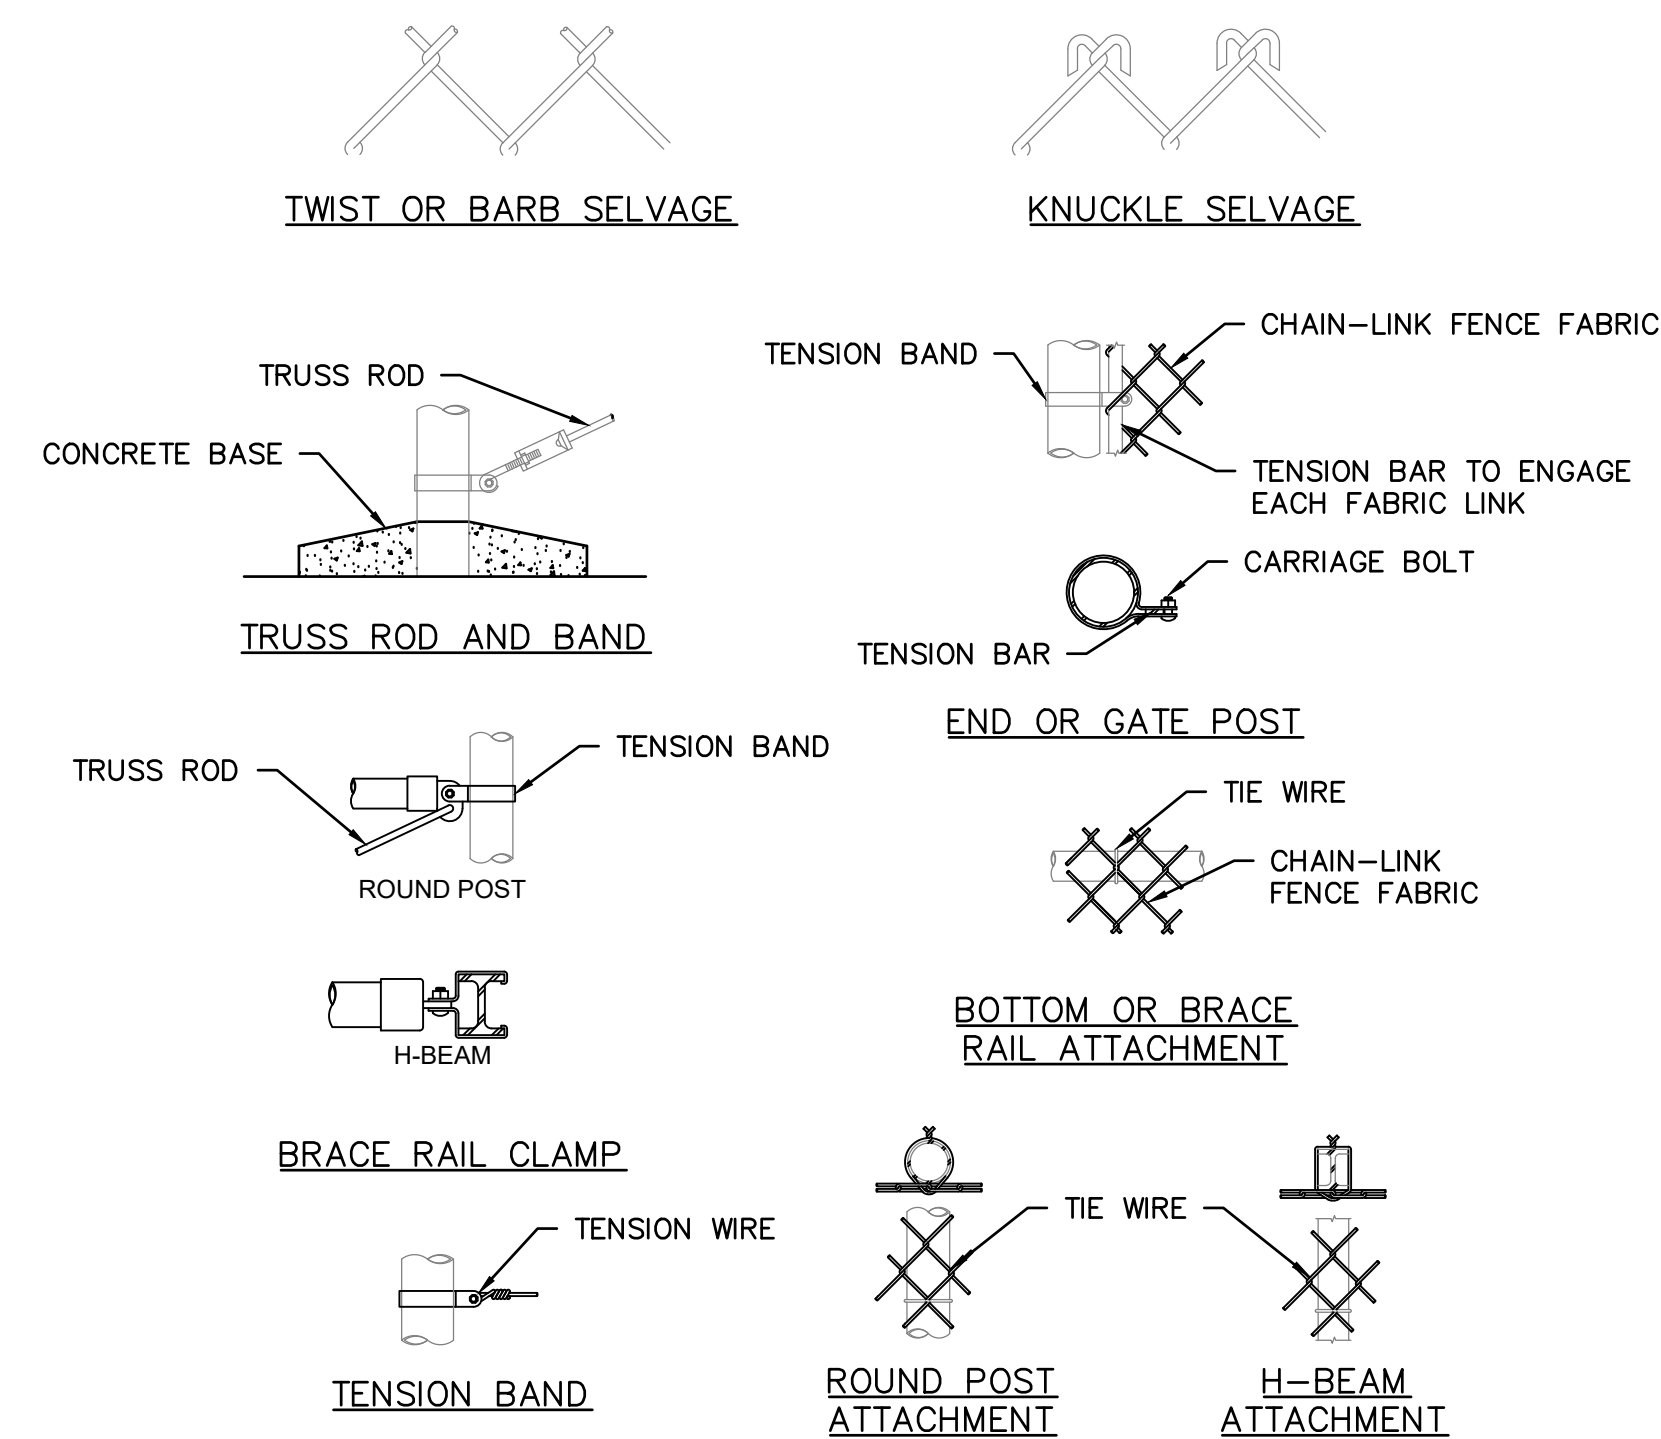 TWIST OR BARB SELVAGE
KNUCKLE SELVAGE
TRUSS ROD
CONCRETE BASE
TRUSS ROD AND BAND
CHAIN-LINK FENCE FABRIC
TENSION BAND
TENSION BAR TO ENGAGE
EACH FABRIC LINK
CARRIAGE BOLT
TENSION BAR
END OR GATE POST
TENSION BAND
TRUSS ROD
ROUND POST
H-BEAM
BRACE RAIL CLAMP
TIE WIRE
CHAIN-LINK
FENCE FABRIC
BOTTOM OR BRACE
RAIL ATTACHMENT
TENSION WIRE
TENSION BAND
TIE WIRE
ROUND POST
ATTACHMENT
H-BEAM
ATTACHMENT